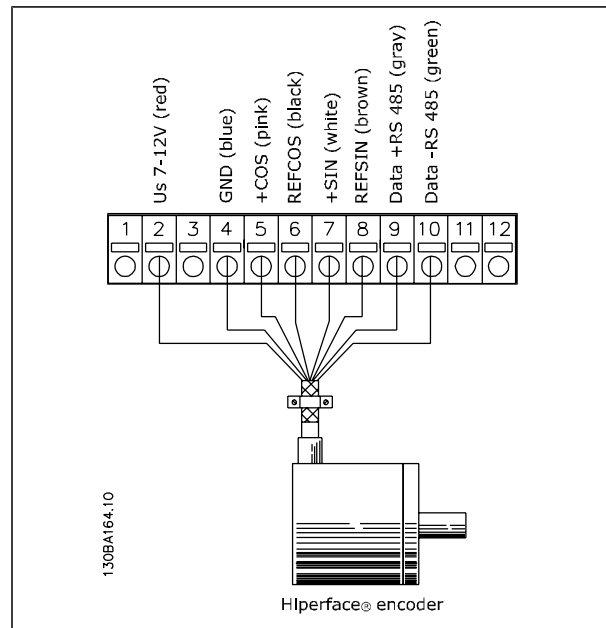 Us 7-12V (red)
GND (blue)
+COS (pink)
REFCOS (black)
+SIN (white)
REFSIN (brown)
Data +RS 485 (gray)
Data -RS 485 (green)
1 2 3 4 5 6 7 8 9 10 11 12
130BA164.10
HIperface® encoder